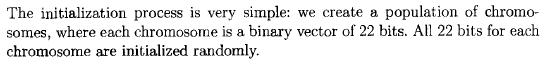 The initialization process is very simple: we create a population of chromo-
somes, where each chromosome is a binary vector of 22 bits. All 22 bits for each
chromosome are initialized randomly.